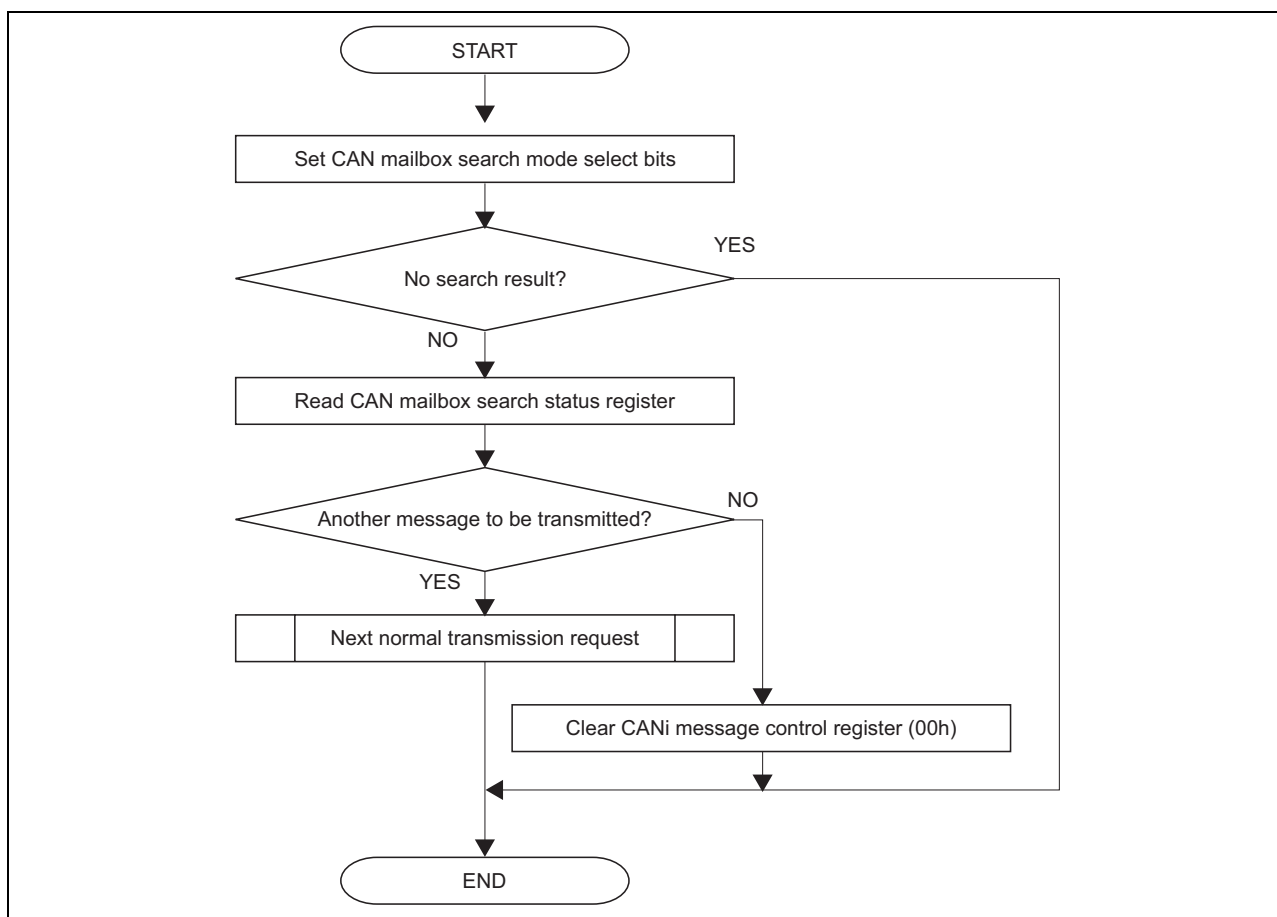 START
Set CAN mailbox search mode select bits
YES
No search result?
NO
Read CAN mailbox search status register
NO
Another message to be transmitted?
YES
Next normal transmission request
Clear CANi message control register (00h)
END